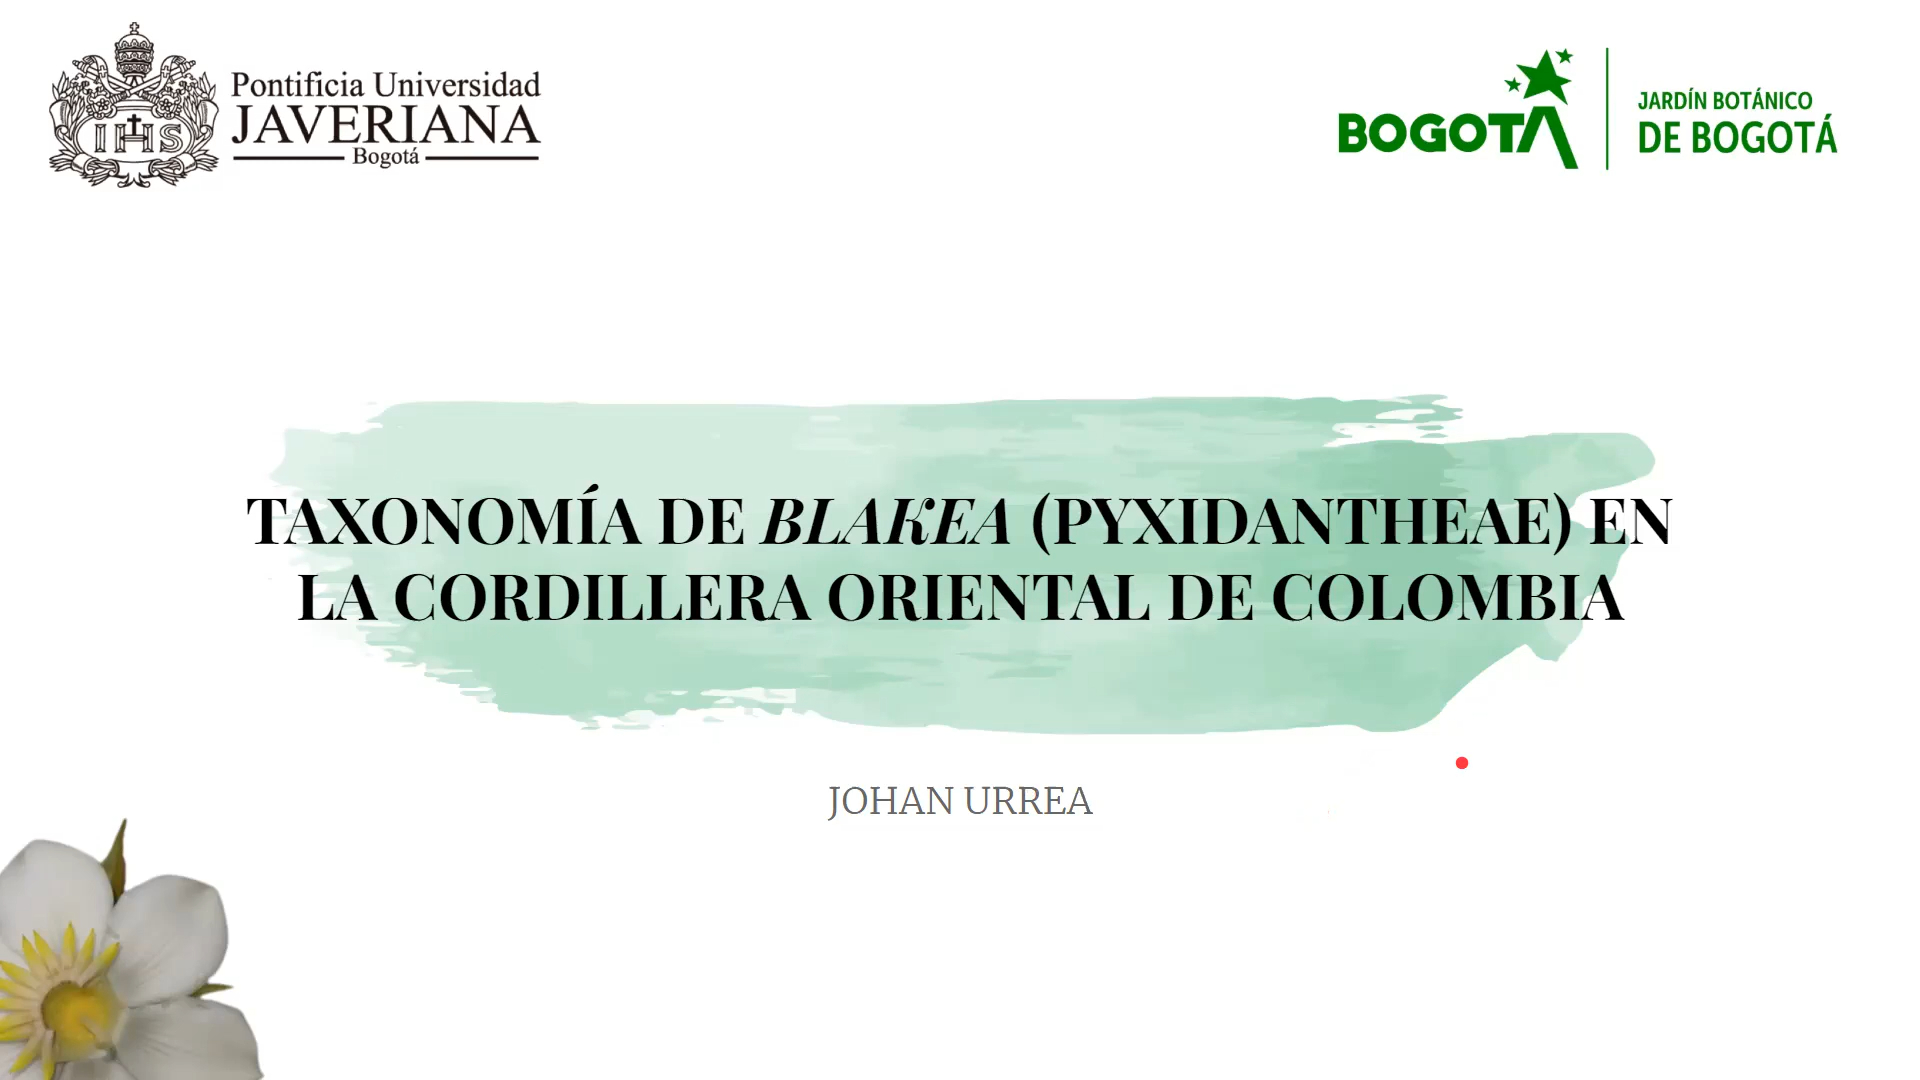 IHS
Pontificia Universidad
JAVERIANA
Bogotá
BOGOTÁ
JARDÍN BOTÁNICO
DE BOGOTÁ
TAXONOMÍA DE BLAKEA (PYXIDANTHEAE) EN
LA CORDILLERA ORIENTAL DE COLOMBIA
JOHAN URREA